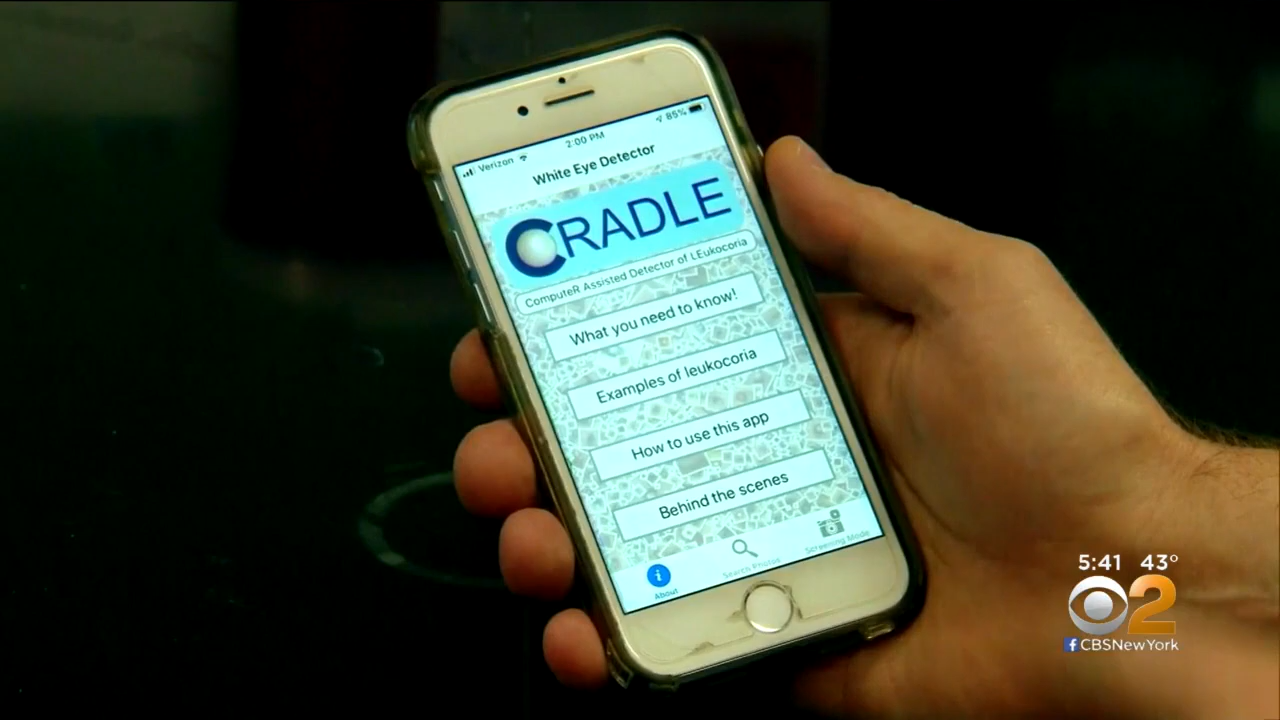 Verizon
2:00 PM
85%
White Eye Detector
CRADLE
ComputeR Assisted Detector of LEukocoria
What you need to know!
Examples of leukocoria
How to use this app
Behind the scenes
About
Search Photos
Screening Mode
5:41 43°
2
f CBSNewYork